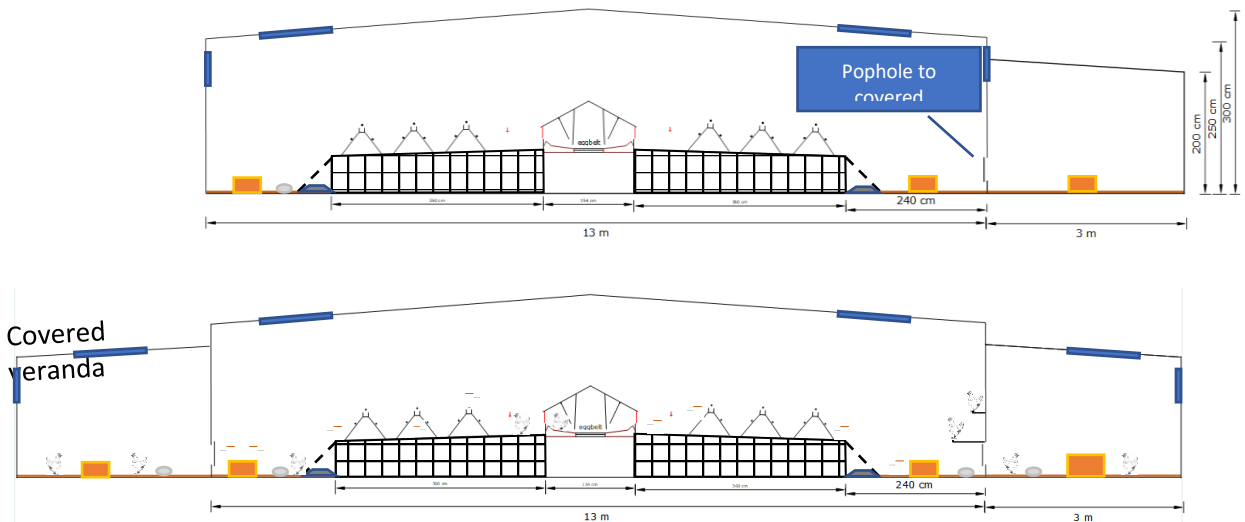 Pophole to
covered
eggbelt
200 cm
250 cm
300 cm
240 cm
13 m
3 m
Covered
veranda
eggbelt
240 cm
13 m
3 m